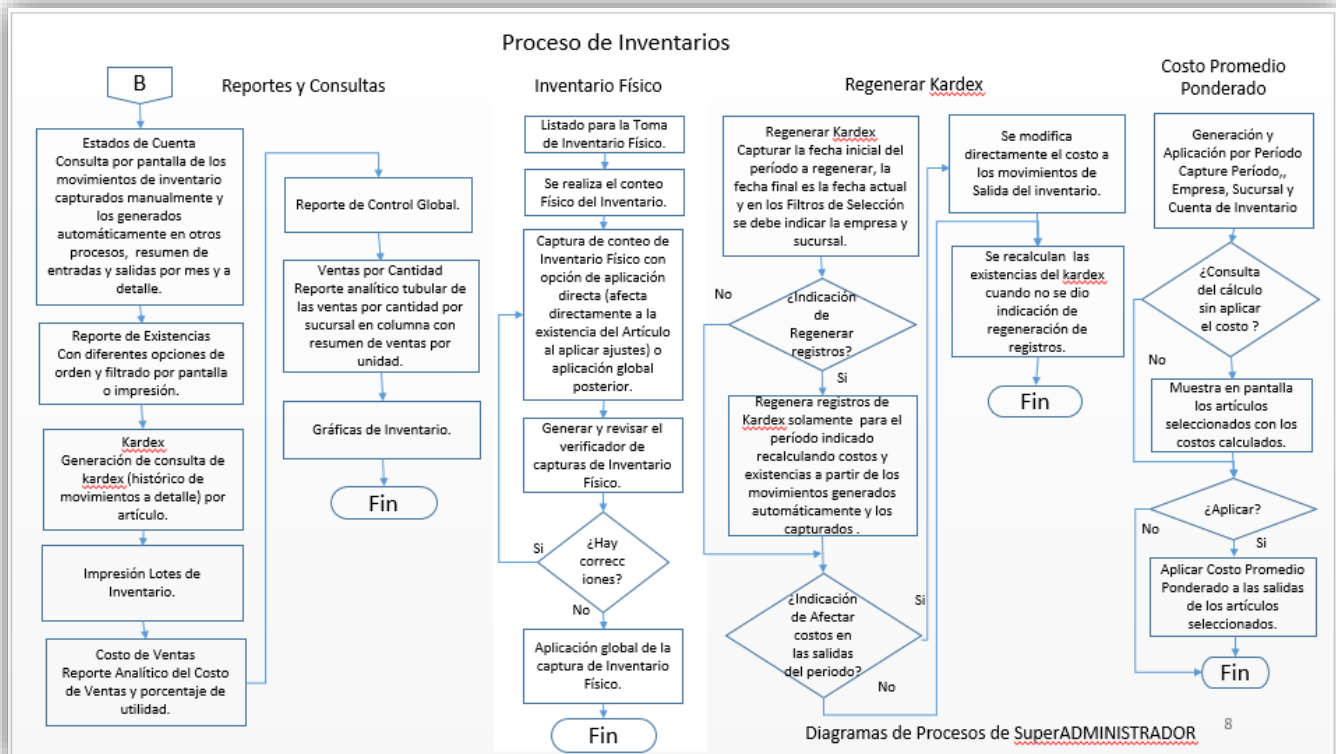 Proceso de Inventarios
B
Reportes y Consultas
Estados de Cuenta
Consulta por pantalla de los
movimientos de inventario
capturados manualmente y
los generados
automáticamente en otros
procesos, resumen de
entradas y salidas por mes y a
detalle.
Reporte de Existencias
Con diferentes opciones de
orden y filtrado por pantalla
o impresión.
Kardex
Generación de consulta de
kardex (histórico de
movimientos a detalle) por
artículo.
Impresión Lotes de
Inventario.
Costo de Ventas
Reporte Analítico del Costo
de Ventas y porcentaje de
utilidad.
Reporte de Control Global.
Ventas por Cantidad
Reporte analítico tubular de
las ventas por cantidad por
sucursal en columna con
resumen de ventas por
unidad.
Gráficas de Inventario.
Fin
Inventario Físico
Listado para la Toma
de Inventario Físico.
Se realiza el conteo
Físico del Inventario.
Captura de conteo de
Inventario Físico con
opción de aplicación
directa (afecta
directamente a la
existencia del Artículo
al aplicar ajustes) o
aplicación global
posterior.
Generar y revisar el
verificador de
capturas de Inventario
Físico.
¿Hay
correcc
iones?
Si
No
Aplicación global de la
captura de Inventario
Físico.
Fin
Regenerar Kardex
Regenerar Kardex
Capturar la fecha inicial del
período a regenerar, la
fecha final es la fecha actual
y en los Filtros de Selección
se debe indicar la empresa y
sucursal.
¿Indicación
de
Regenerar
registros?
No
Si
Regenera registros de
Kardex solamente para el
período indicado
recalculando costos y
existencias a partir de los
movimientos generados
automáticamente y los
capturados .
¿Indicación
de Afectar
costos en
las salidas
del periodo?
Si
No
Se modifica
directamente el costo a
los movimientos de
Salida del inventario.
Se recalculan las
existencias del kardex
cuando no se dio
indicación de
regeneración de
registros.
Fin
Costo Promedio
Ponderado
Generación y
Aplicación por Período
Capture Período,,
Empresa, Sucursal y
Cuenta de Inventario
¿Consulta
del cálculo
sin aplicar
el costo ?
No
Muestra en pantalla
los artículos
seleccionados con los
costos calculados.
¿Aplicar?
No
Si
Aplicar Costo Promedio
Ponderado a las salidas
de los artículos
seleccionados.
Fin
Diagramas de Procesos de SuperADMINISTRADOR
8